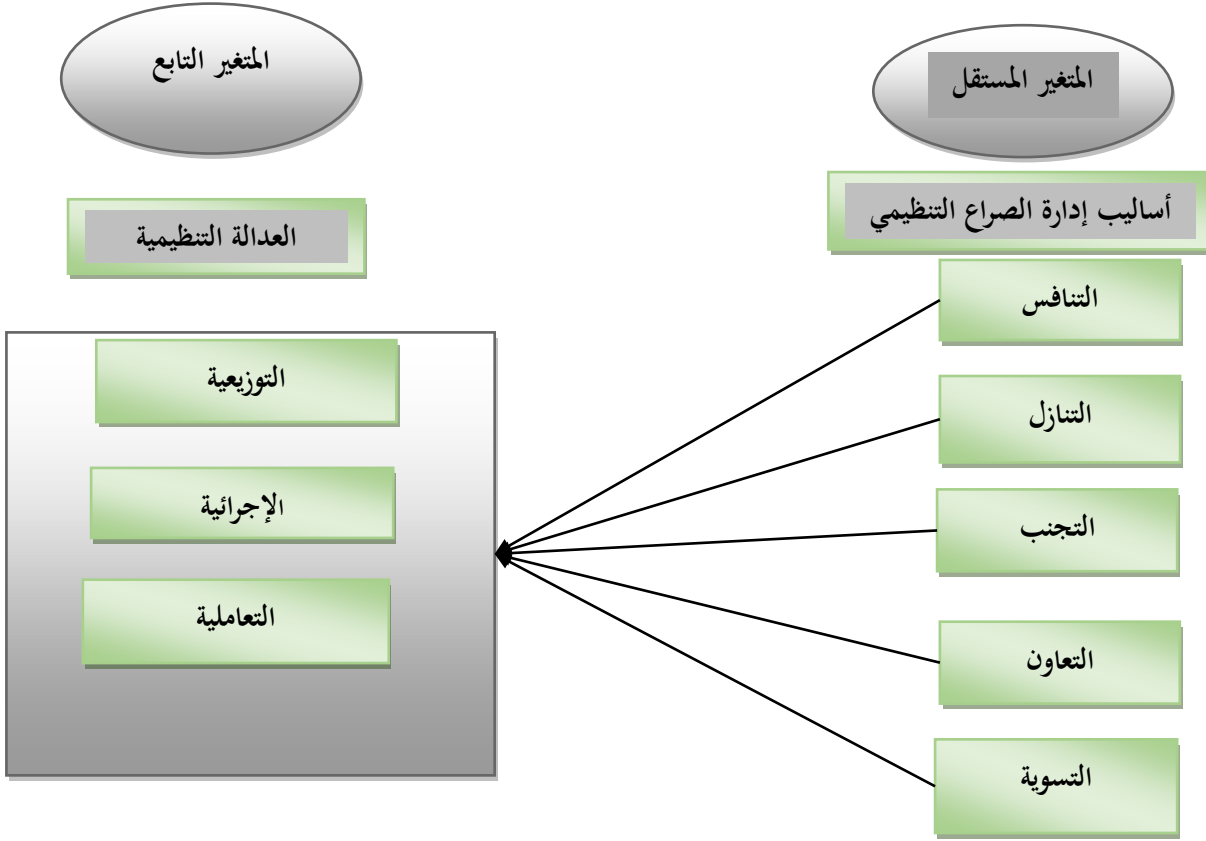 المتغير المستقل
المتغير التابع
أساليب إدارة الصراع التنظيمي
العدالة التنظيمية
التنافس
التنازل
التجنب
التعاون
التسوية
التوزيعية
الإجرائية
التعاملية